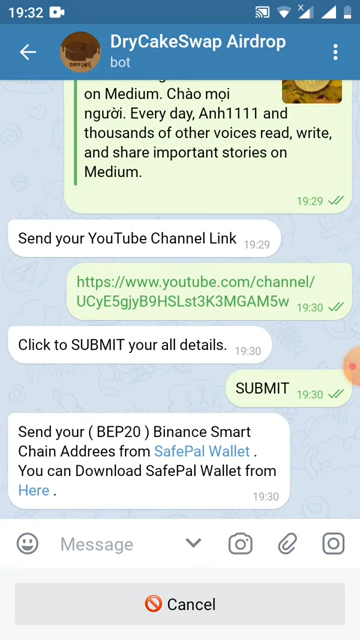 19:32
DryCakeSwap Airdrop
bot
on Medium. Chào mọi
người. Every day, Anh1111 and
thousands of other voices read, write,
and share important stories on
Medium.
19:29
Send your YouTube Channel Link
19:29
https://www.youtube.com/channel/
UCyE5gjyB9HSLst3K3MGAM5w
19:30
Click to SUBMIT your all details.
19:30
SUBMIT
19:30
Send your ( BEP20 ) Binance Smart
Chain Addrees from SafePal Wallet .
You can Download SafePal Wallet from
Here .
19:30
Message
Cancel